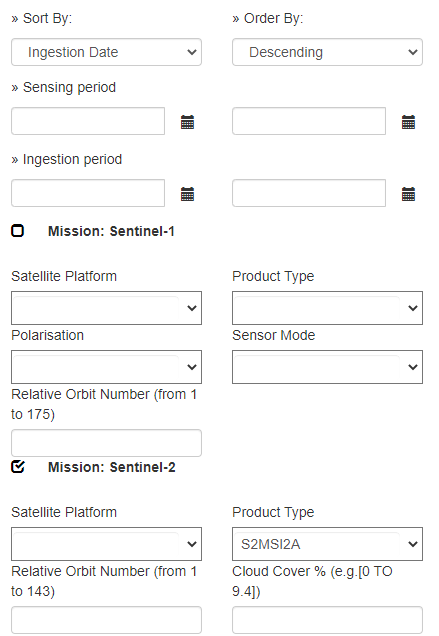 » Sort By:
» Order By:
Ingestion Date
Descending
» Sensing period
» Ingestion period
Mission: Sentinel-1
Satellite Platform
Product Type
Polarisation
Sensor Mode
Relative Orbit Number (from 1
to 175)
Mission: Sentinel-2
Satellite Platform
Product Type
S2MSI2A
Relative Orbit Number (from 1
to 143)
Cloud Cover % (e.g.[0 TO
9.4])